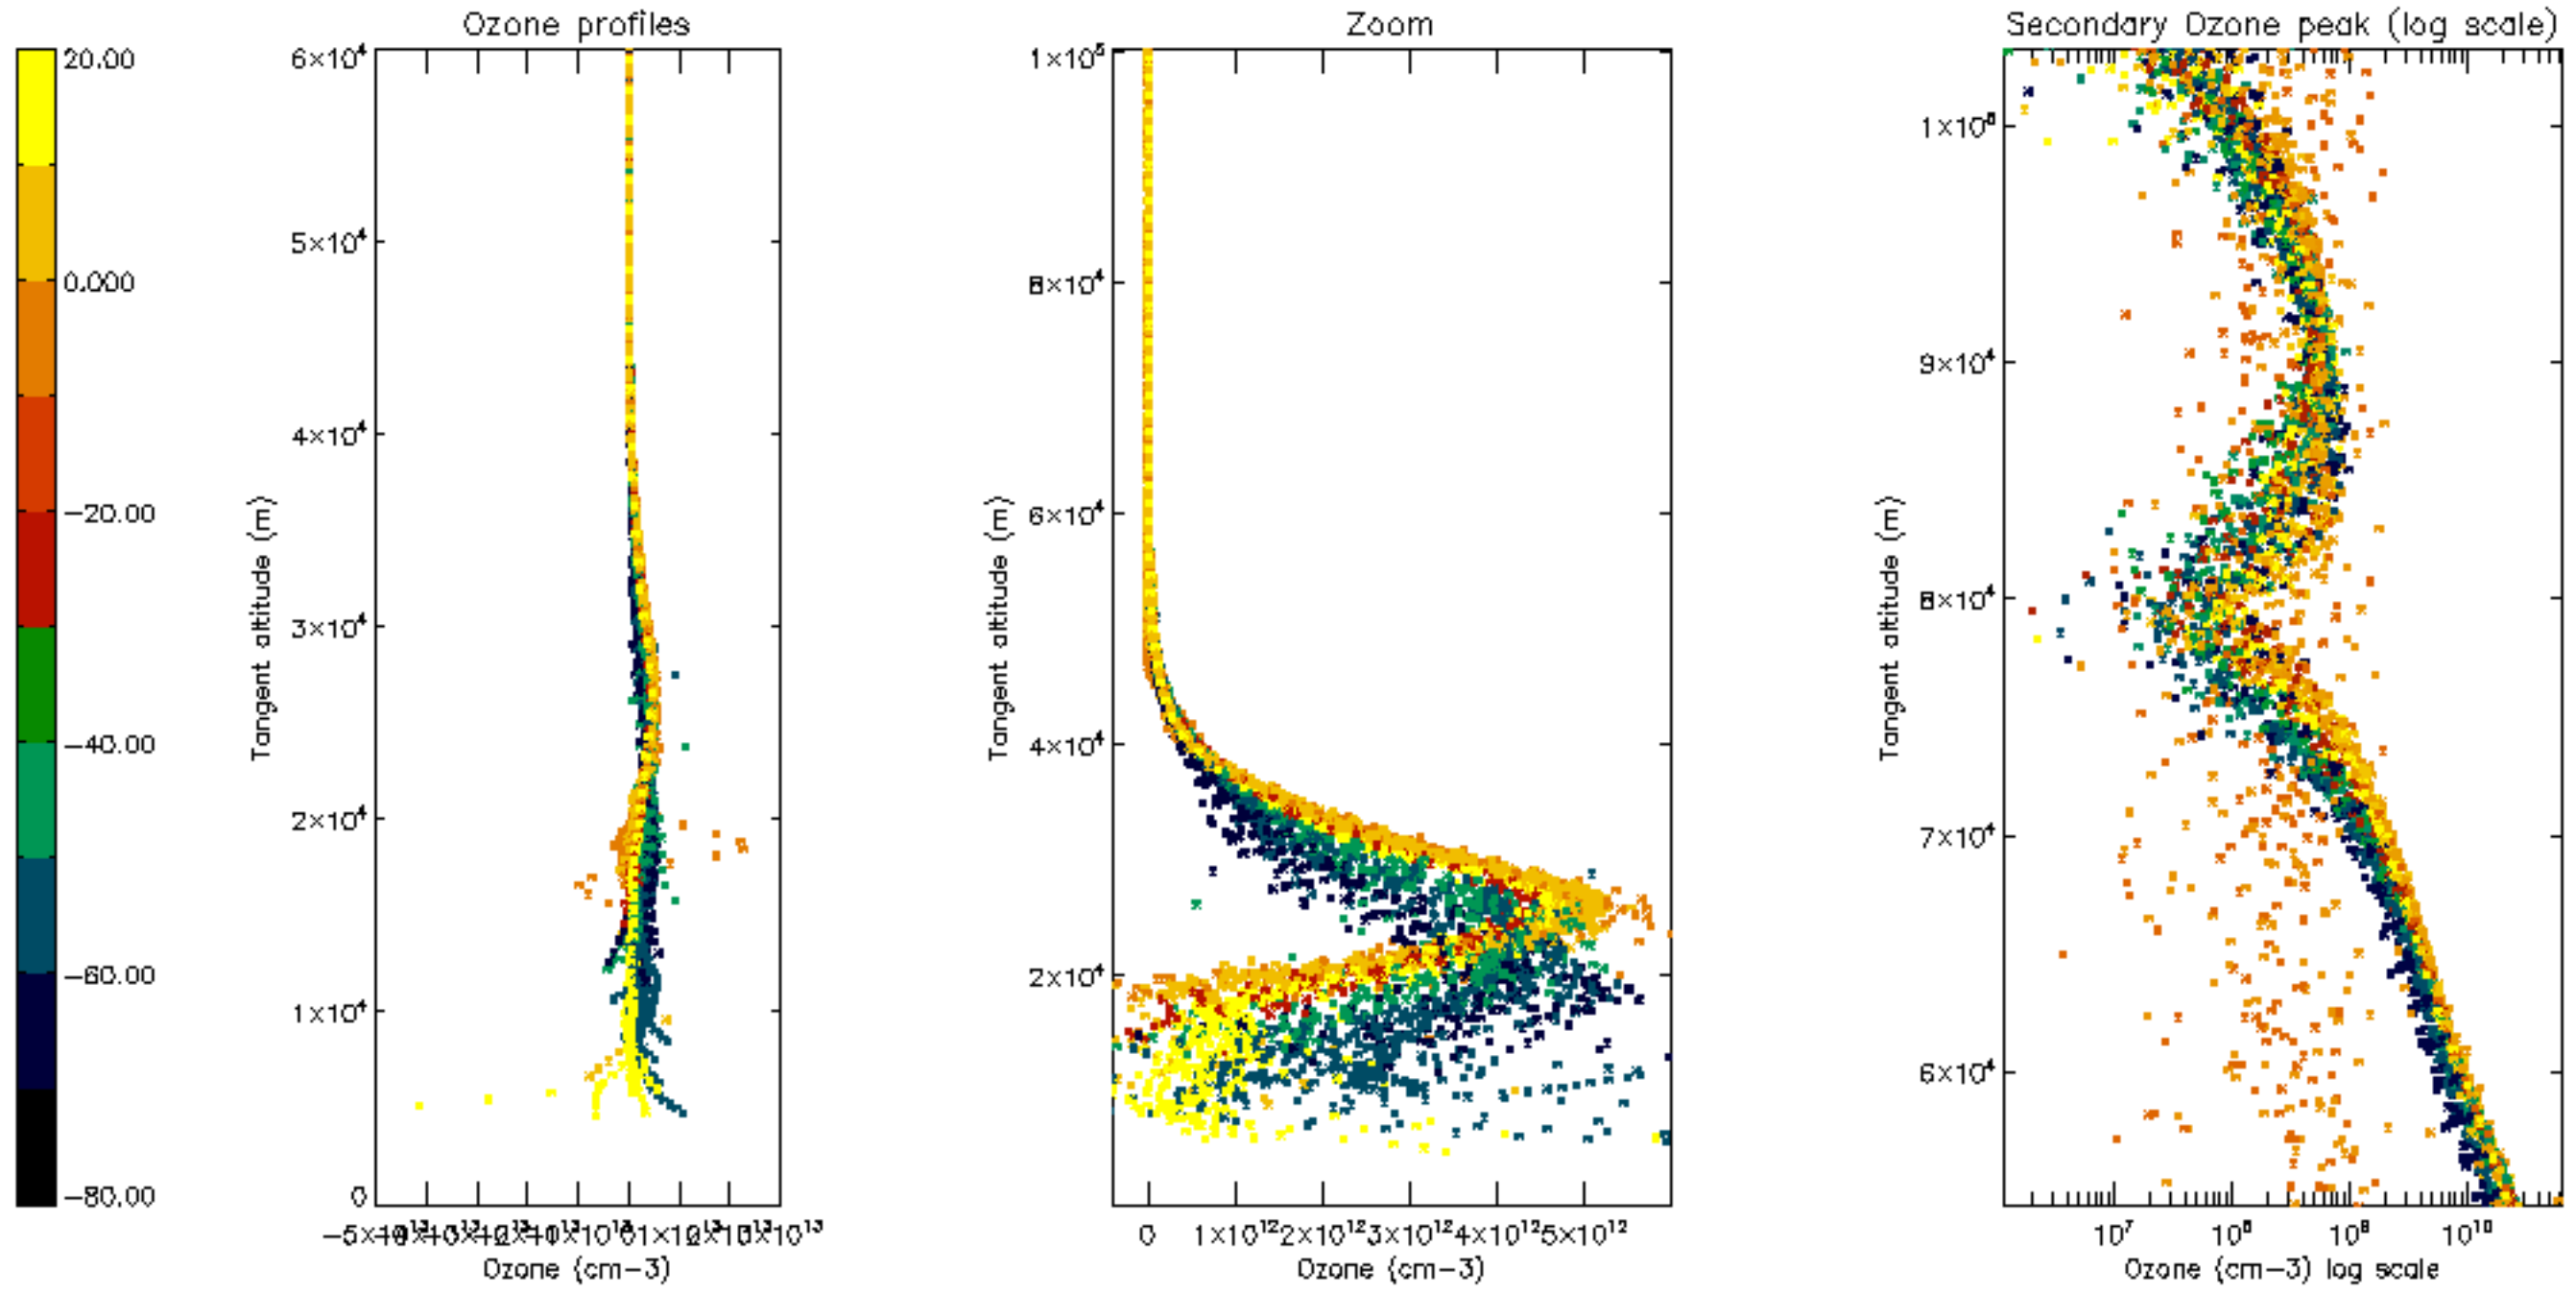 Ozone profiles
Zoom
Secondary Ozone peak (log scale)
20.00
0.000
−20.00
−40.00
−60.00
−80.00
6×10⁴
5×10⁴
4×10⁴
3×10⁴
2×10⁴
1×10⁴
0
Tangent altitude (m)
3×10¹³
Ozone (cm−3)
1×10⁵
8×10⁴
6×10⁴
4×10⁴
2×10⁴
Tangent altitude (m)
0 1×10¹² 2×10¹² 3×10¹² 4×10¹² 5×10¹²
Ozone (cm−3)
9×10⁴
8×10⁴
7×10⁴
6×10⁴
Tangent altitude (m)
10⁷ 10⁸ 10⁹ 10¹⁰
Ozone (cm−3) log scale